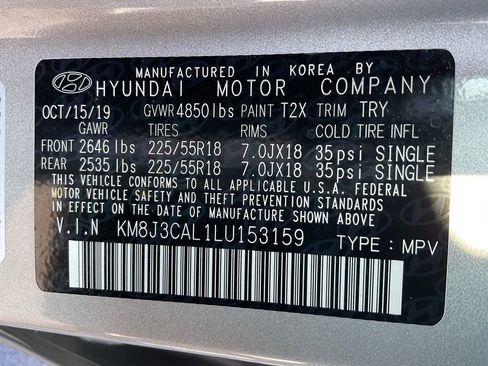 MANUFACTURED IN KOREA BY
HYUNDAI MOTOR COMPANY
OCT/15/19 GVWR 4850lbs PAINT T2X TRIM TRY
GAWR TIRES RIMS COLD TIRE INFL
FRONT 2646 lbs 225/55R18 7.0JX18 35psi SINGLE
REAR 2535 lbs 225/55R18 7.0JX18 35psi SINGLE
THIS VEHICLE CONFORMS TO ALL APPLICABLE U.S.A. FEDERAL
MOTOR VEHICLE SAFETY AND THEFT PREVENTION STANDARDS
IN EFFECT ON THE DATE OF MANUFACTURE SHOWN ABOVE.
V.I.N KM8J3CAL1LU153159 TYPE : MPV